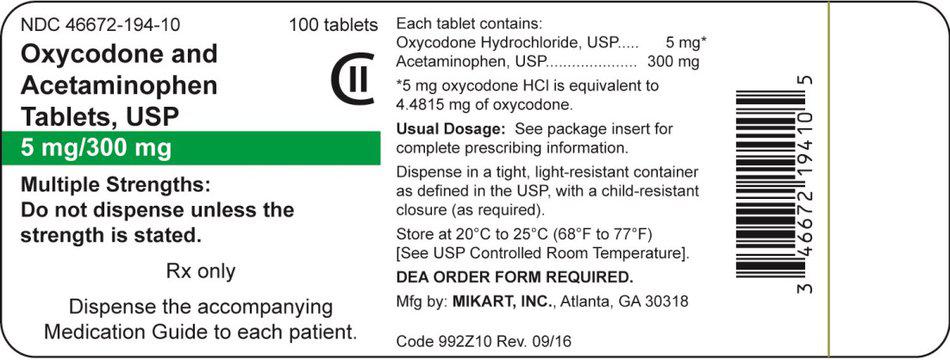 NDC 46672-194-10 100 tablets
Oxycodone and
Acetaminophen
Tablets, USP
CII
5 mg/300 mg
Multiple Strengths:
Do not dispense unless the
strength is stated.
Rx only
Dispense the accompanying
Medication Guide to each patient.
Each tablet contains:
Oxycodone Hydrochloride, USP..... 5 mg*
Acetaminophen, USP..................... 300 mg
*5 mg oxycodone HCl is equivalent to
4.4815 mg of oxycodone.
Usual Dosage: See package insert for
complete prescribing information.
Dispense in a tight, light-resistant container
as defined in the USP, with a child-resistant
closure (as required).
Store at 20°C to 25°C (68°F to 77°F)
[See USP Controlled Room Temperature].
DEA ORDER FORM REQUIRED.
Mfg by: MIKART, INC., Atlanta, GA 30318
Code 992Z10 Rev. 09/16
3 46672 19410 5